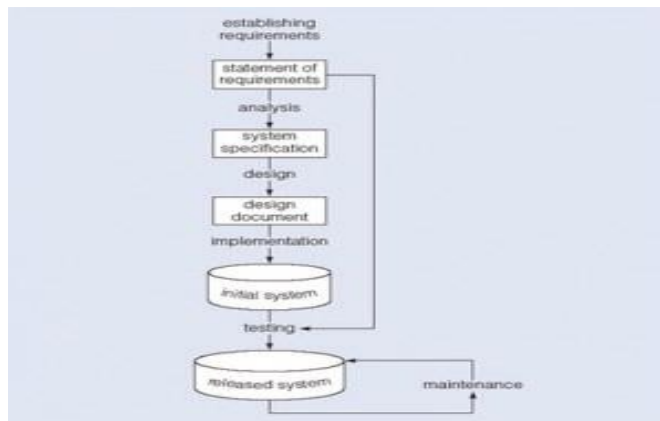 establishing
requirements
statement of
requirements
analysis
system
specification
design
design
document
implementation
initial system
testing
released system
maintenance